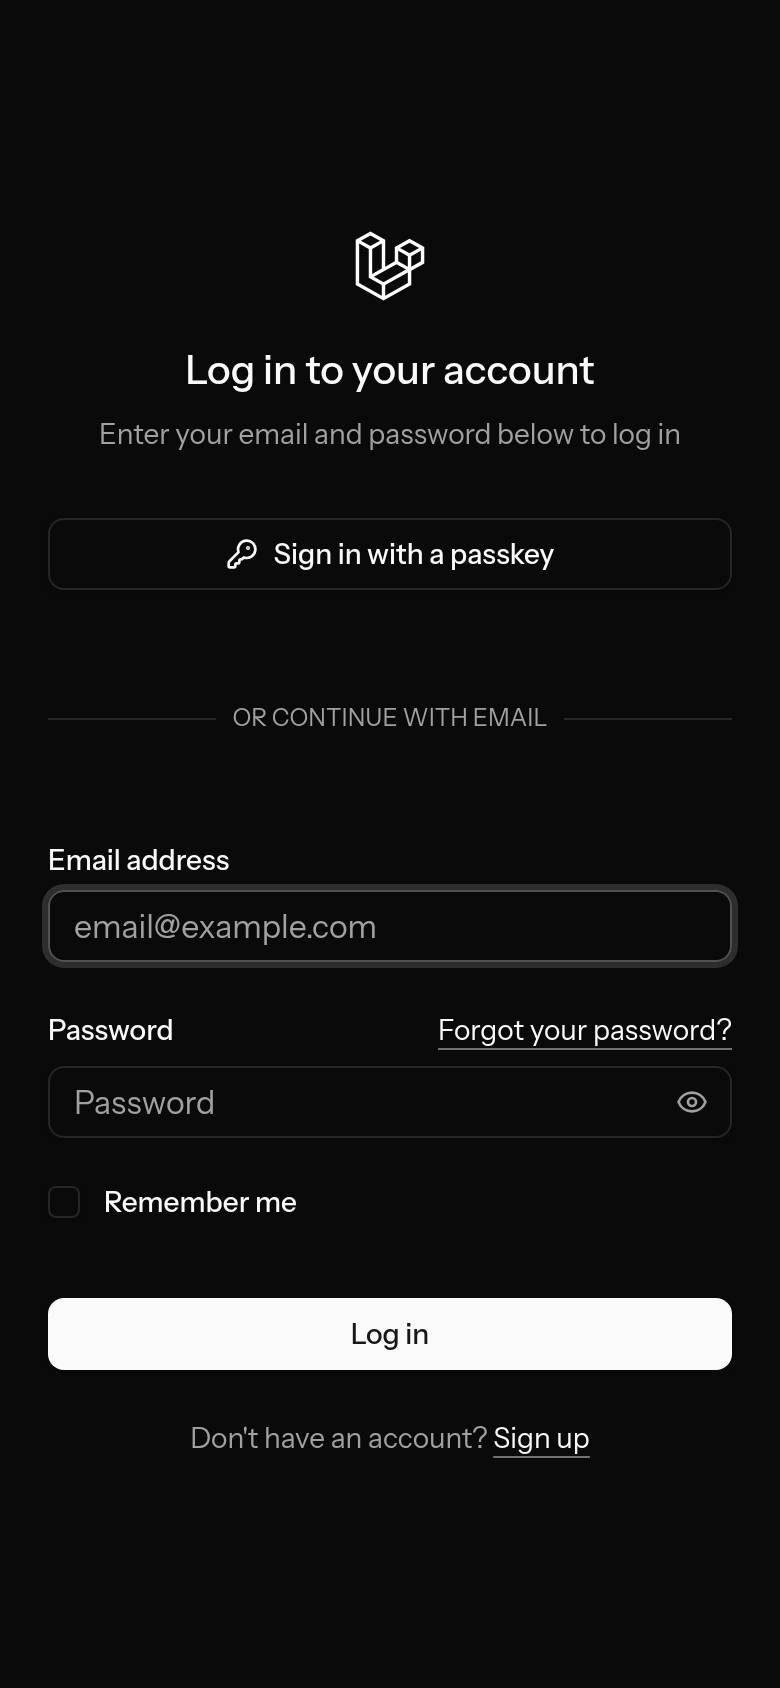 Log in to your account
Enter your email and password below to log in
Sign in with a passkey
OR CONTINUE WITH EMAIL
Email address
email@example.com
Password Forgot your password?
Password
Remember me
Log in
Don't have an account? Sign up